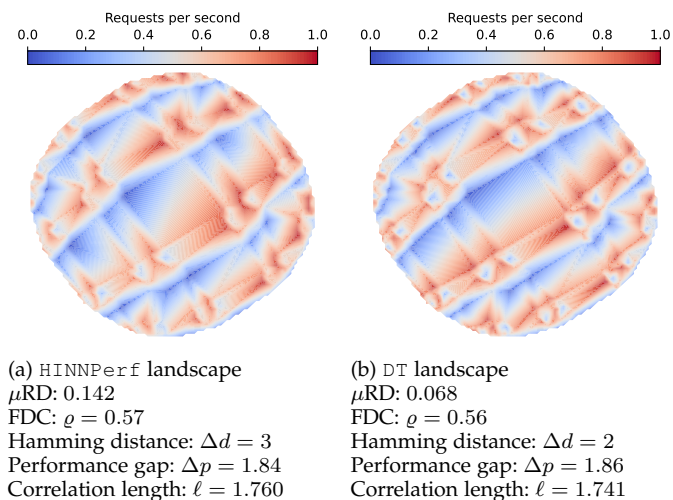 Requests per second
0.0 0.2 0.4 0.6 0.8 1.0
(a) HINNPerf landscape
μRD: 0.142
FDC: ϱ = 0.57
Hamming distance: Δd = 3
Performance gap: Δp = 1.84
Correlation length: ℓ = 1.760
Requests per second
0.0 0.2 0.4 0.6 0.8 1.0
(b) DT landscape
μRD: 0.068
FDC: ϱ = 0.56
Hamming distance: Δd = 2
Performance gap: Δp = 1.86
Correlation length: ℓ = 1.741